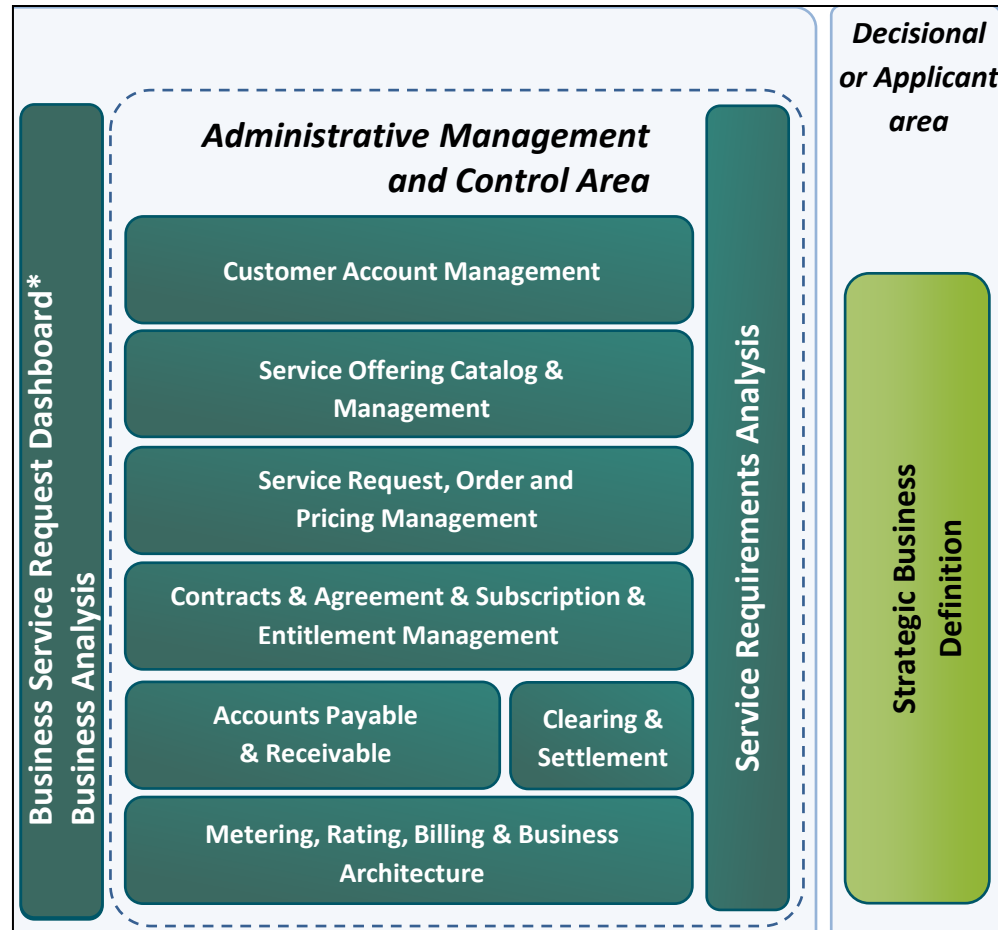 Decisional
or Applicant
area
Administrative Management
and Control Area
Business Service Request Dashboard*
Business Analysis
Customer Account Management
Service Offering Catalog &
Management
Service Request, Order and
Pricing Management
Contracts & Agreement & Subscription &
Entitlement Management
Accounts Payable
& Receivable
Clearing &
Settlement
Metering, Rating, Billing & Business
Architecture
Service Requirements Analysis
Strategic Business
Definition